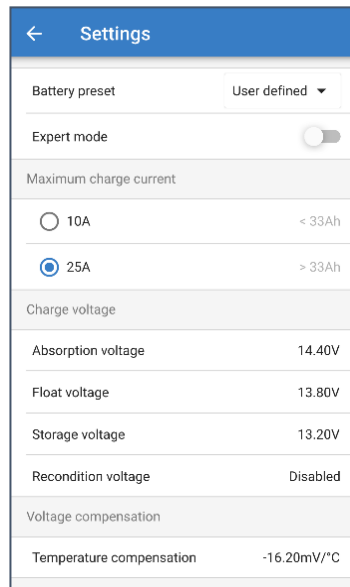 Settings
Battery preset User defined
Expert mode
Maximum charge current
10A < 33Ah
25A > 33Ah
Charge voltage
Absorption voltage 14.40V
Float voltage 13.80V
Storage voltage 13.20V
Recondition voltage Disabled
Voltage compensation
Temperature compensation -16.20mV/°C